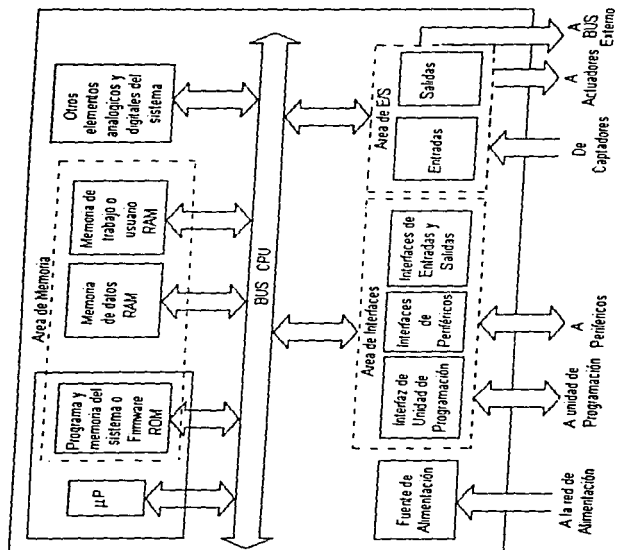 Area de Memoria
µP
Programa y
memoria del
sistema o
Firmware
ROM
Memoria
de datos
RAM
Memoria de
trabajo o
usuario
RAM
Otros
elementos
analogicos y
digitales del
sistema
BUS CPU
Fuente de
Alimentación
Area de Interfaces
Interfaz de
Unidad de
Programación
Interfaces
de
Periféricos
Interfaces de
Entradas y
Salidas
Area de E/S
Entradas
Salidas
A la red de
Alimentación
A unidad de
Programación
A
Periféricos
De
Captadores
A
Actuadores
A
BUS
Externo